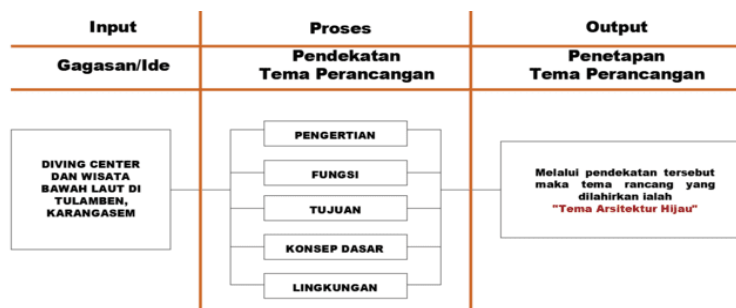 Input
Proses
Output
Gagasan/Ide
Pendekatan
Tema Perancangan
Penetapan
Tema Perancangan
DIVING CENTER
DAN WISATA
BAWAH LAUT DI
TULAMBEN,
KARANGASEM
PENGERTIAN
FUNGSI
TUJUAN
KONSEP DASAR
LINGKUNGAN
Melalui pendekatan tersebut
maka tema rancang yang
dilahirkan ialah
"Tema Arsitektur Hijau"